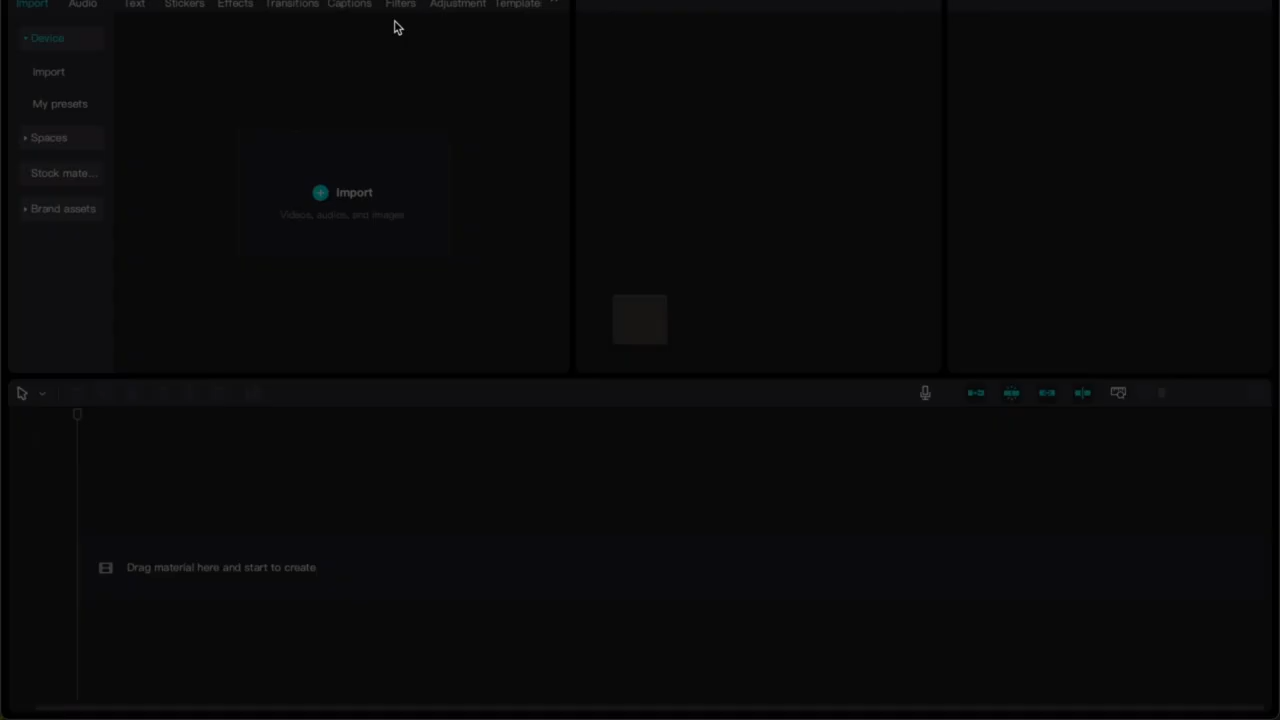 Import Audio Text Stickers Effects Transitions Captions Filters Adjustment Template
Device
Import
My presets
Spaces
Stock mate...
Brand assets
Import
Videos, audios, and images
Drag material here and start to create